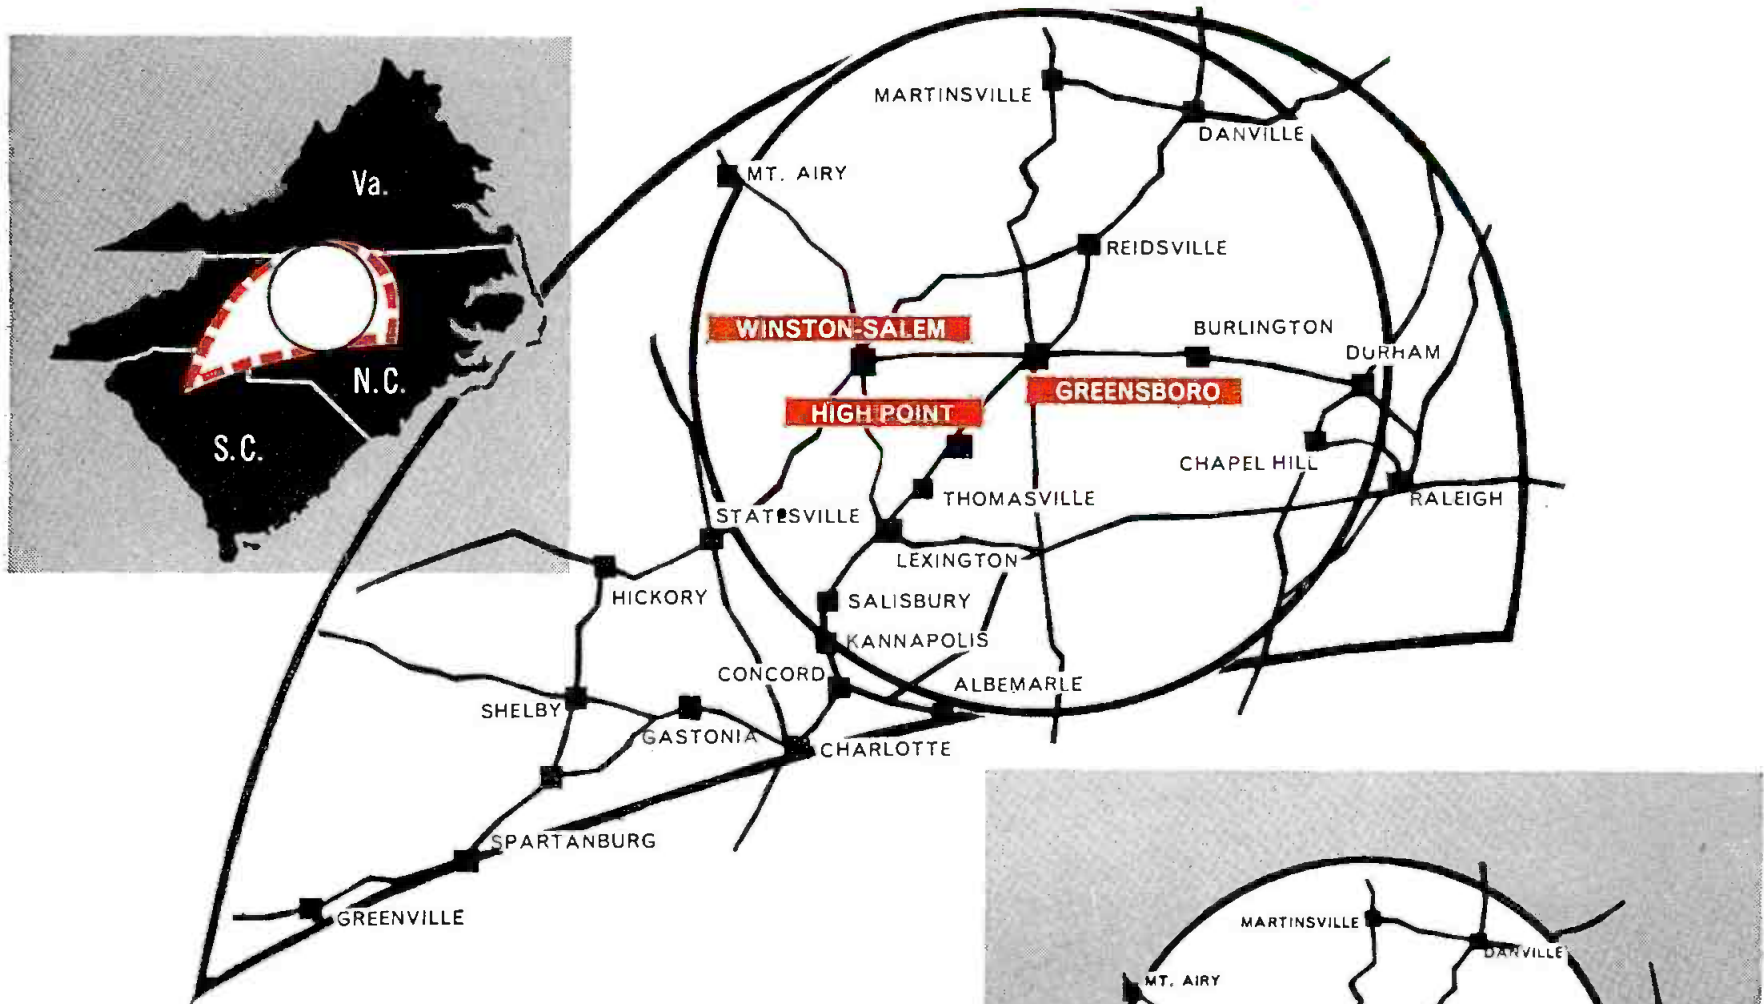 Va.
N.C.
S.C.
MARTINSVILLE
DANVILLE
MT. AIRY
REIDSVILLE
WINSTON-SALEM
BURLINGTON
DURHAM
GREENSBORO
HIGH POINT
CHAPEL HILL
RALEIGH
THOMASVILLE
STATESVILLE
LEXINGTON
HICKORY
SALISBURY
KANNAPOLIS
CONCORD
ALBEMARLE
SHELBY
GASTONIA
CHARLOTTE
SPARTANBURG
GREENVILLE
MARTINSVILLE
DANVILLE
MT. AIRY